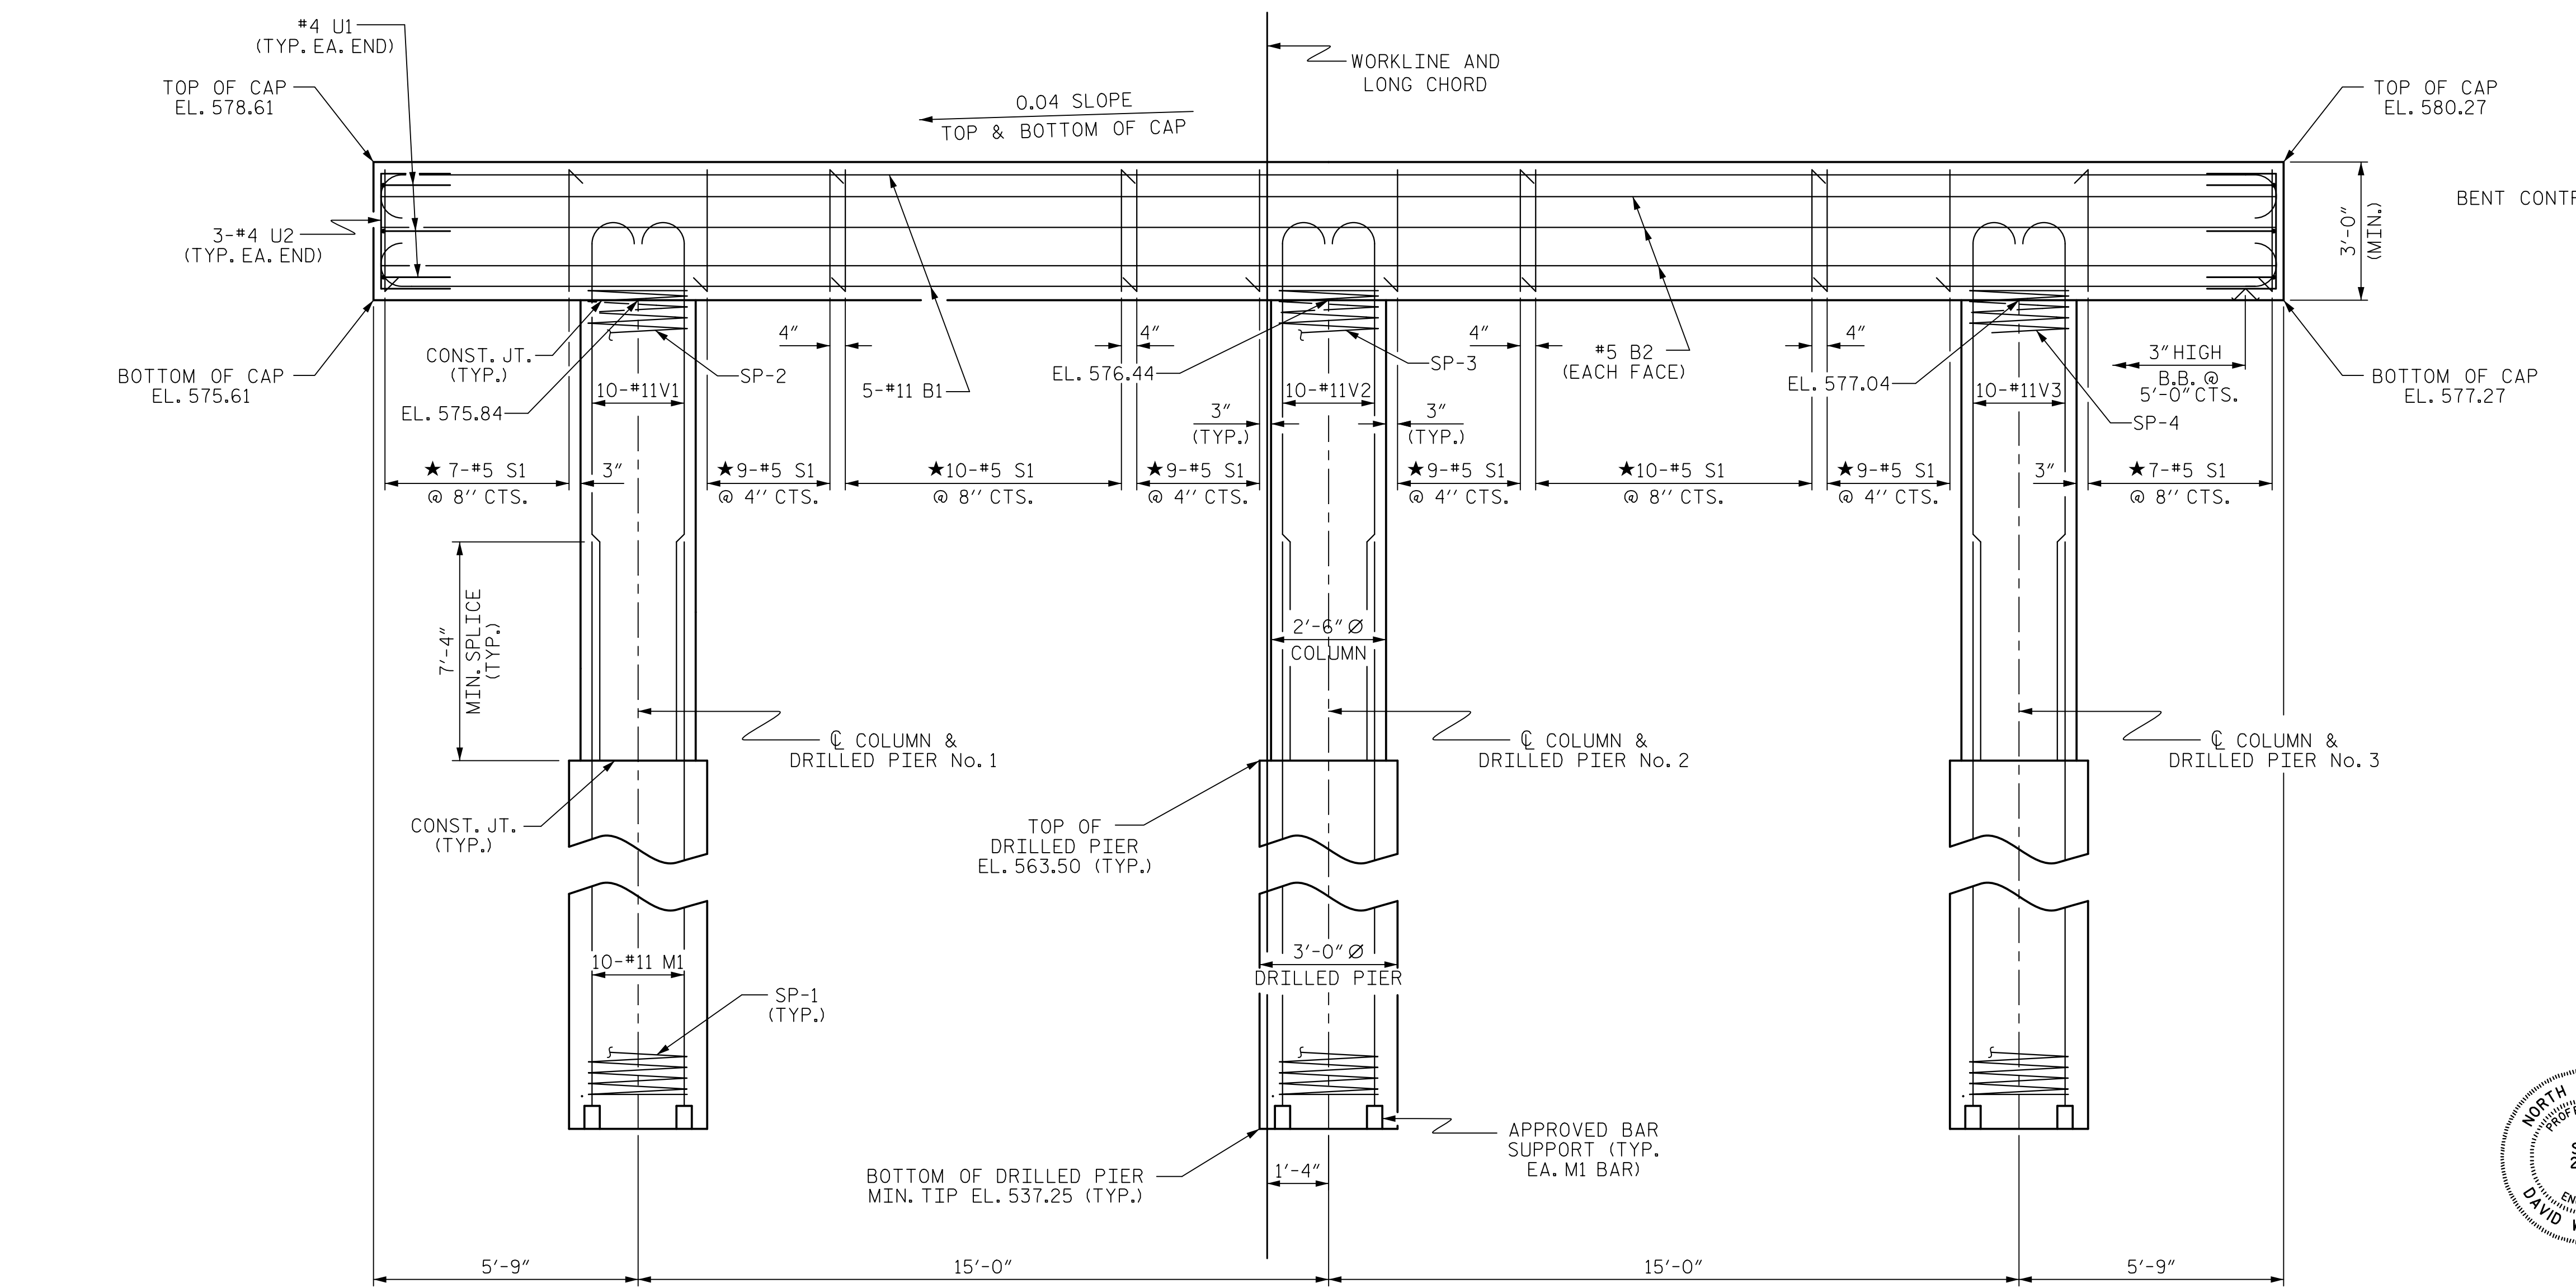 #4 U1
(TYP. EA. END)
TOP OF CAP
EL. 578.61
WORKLINE AND
LONG CHORD
0.04 SLOPE
TOP & BOTTOM OF CAP
TOP OF CAP
EL. 580.27
3-#4 U2
(TYP. EA. END)
3'-0"
(MIN.)
BENT CONTR
CONST. JT.
(TYP.)
BOTTOM OF CAP
EL. 575.61
EL. 575.84
10-#11V1
SP-2
4"
5-#11 B1
4"
EL. 576.44
10-#11V2
SP-3
4"
#5 B2
(EACH FACE)
4"
EL. 577.04
10-#11V3
SP-4
3" HIGH
B.B. @
5'-0" CTS.
BOTTOM OF CAP
EL. 577.27
3"
(TYP.)
3"
(TYP.)
★ 7-#5 S1
@ 8" CTS.
3"
★9-#5 S1
@ 4" CTS.
★10-#5 S1
@ 8" CTS.
★9-#5 S1
@ 4" CTS.
★9-#5 S1
@ 4" CTS.
★10-#5 S1
@ 8" CTS.
★9-#5 S1
@ 4" CTS.
3"
★7-#5 S1
@ 8" CTS.
7'-4"
MIN. SPLICE
(TYP.)
2'-6" Ø
COLUMN
℄ COLUMN &
DRILLED PIER No. 1
℄ COLUMN &
DRILLED PIER No. 2
℄ COLUMN &
DRILLED PIER No. 3
CONST. JT.
(TYP.)
TOP OF
DRILLED PIER
EL. 563.50 (TYP.)
10-#11 M1
3'-0" Ø
DRILLED PIER
SP-1
(TYP.)
APPROVED BAR
SUPPORT (TYP.
EA. M1 BAR)
BOTTOM OF DRILLED PIER
MIN. TIP EL. 537.25 (TYP.)
1'-4"
5'-9"
15'-0"
15'-0"
5'-9"
NORTH
PROF
S
2
EN
DAVID